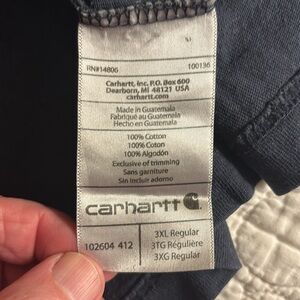 RN#14806 100136
Carhartt, Inc. P.O. Box 600
Dearborn, MI 48121 USA
carhartt.com
Made in Guatemala
Fabriqué au Guatemala
Hecho en Guatemala
100% Cotton
100% Coton
100% Algodón
Exclusive of trimming
Sans garniture
Sin incluir adorno
carhartt
102604 412
3XL Regular
3TG Régulière
3XG Regular